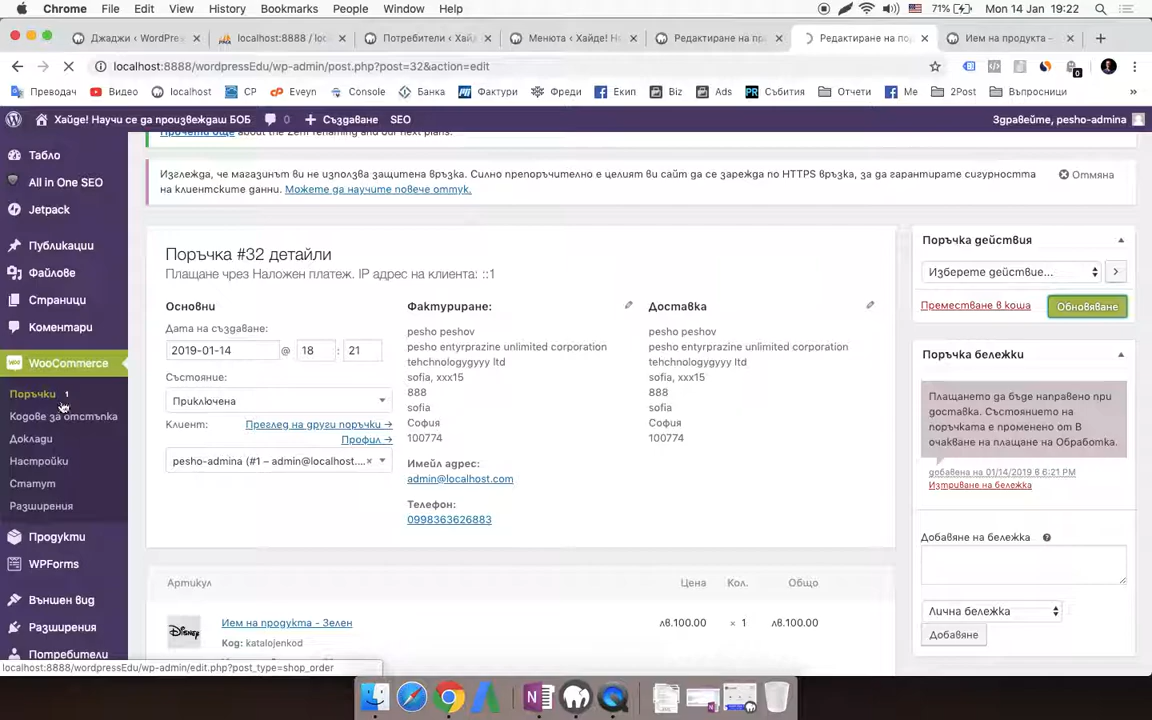 Chrome File Edit View History Bookmarks People Window Help 71% Mon 14 Jan 19:22
Джаджи ‹ WordPre localhost:8888 / loc Потребители ‹ Хай Менюта ‹ Хайде! Н Редактиране на пр Редактиране на по Ием на продукта –
localhost:8888/wordpressEdu/wp-admin/post.php?post=32&action=edit
Преводач Видео localhost CP Eveyn Console Банка Фактури Фреди Екип Biz Ads Събития Отчети Me 2Post Въпросници »
Хайде! Научи се да произвеждаш БОБ 0 Създаване SEO Здравейте, pesho-admina
Прочети още about the Zelf renaming and our next plans.
Изглежда, че магазинът ви не използва защитена връзка. Силно препоръчително е целият ви сайт да се зарежда по HTTPS връзка, за да гарантирате сигурността
на клиентските данни. Можете да научите повече оттук.
Отмяна
Табло
All in One SEO
Jetpack
Публикации
Файлове
Страници
Коментари
WooCommerce
Поръчки 1
Кодове за отстъпка
Доклади
Настройки
Статут
Разширения
Продукти
WPForms
Външен вид
Разширения
Потребители
Поръчка #32 детайли
Плащане чрез Наложен платеж. IP адрес на клиента: ::1
Основни
Дата на създаване:
2019-01-14 @ 18 : 21
Състояние:
Приключена
Клиент: Преглед на други поръчки →
Профил →
pesho-admina (#1 – admin@localhost.... ×
Фактуриране:
pesho peshov
pesho entyrprazine unlimited corporation
tehchnologygyyy ltd
sofia, xxx15
888
sofia
София
100774
Имейл адрес:
admin@localhost.com
Телефон:
0998363626883
Доставка
pesho peshov
pesho entyrprazine unlimited corporation
tehchnologygyyy ltd
sofia, xxx15
888
sofia
София
100774
Артикул Цена Кол. Общо
Disney Ием на продукта - Зелен лв.100.00 × 1 лв.100.00
Код: katalojenkod
Поръчка действия
Изберете действие...
Преместване в коша Обновяване
Поръчка бележки
Плащането да бъде направено при
доставка. Състоянието на
поръчката е променено от В
очакване на плащане на Обработка.
добавена на 01/14/2019 в 6:21 PM
Изтриване на бележка
Добавяне на бележка
Лична бележка
Добавяне
localhost:8888/wordpressEdu/wp-admin/edit.php?post_type=shop_order